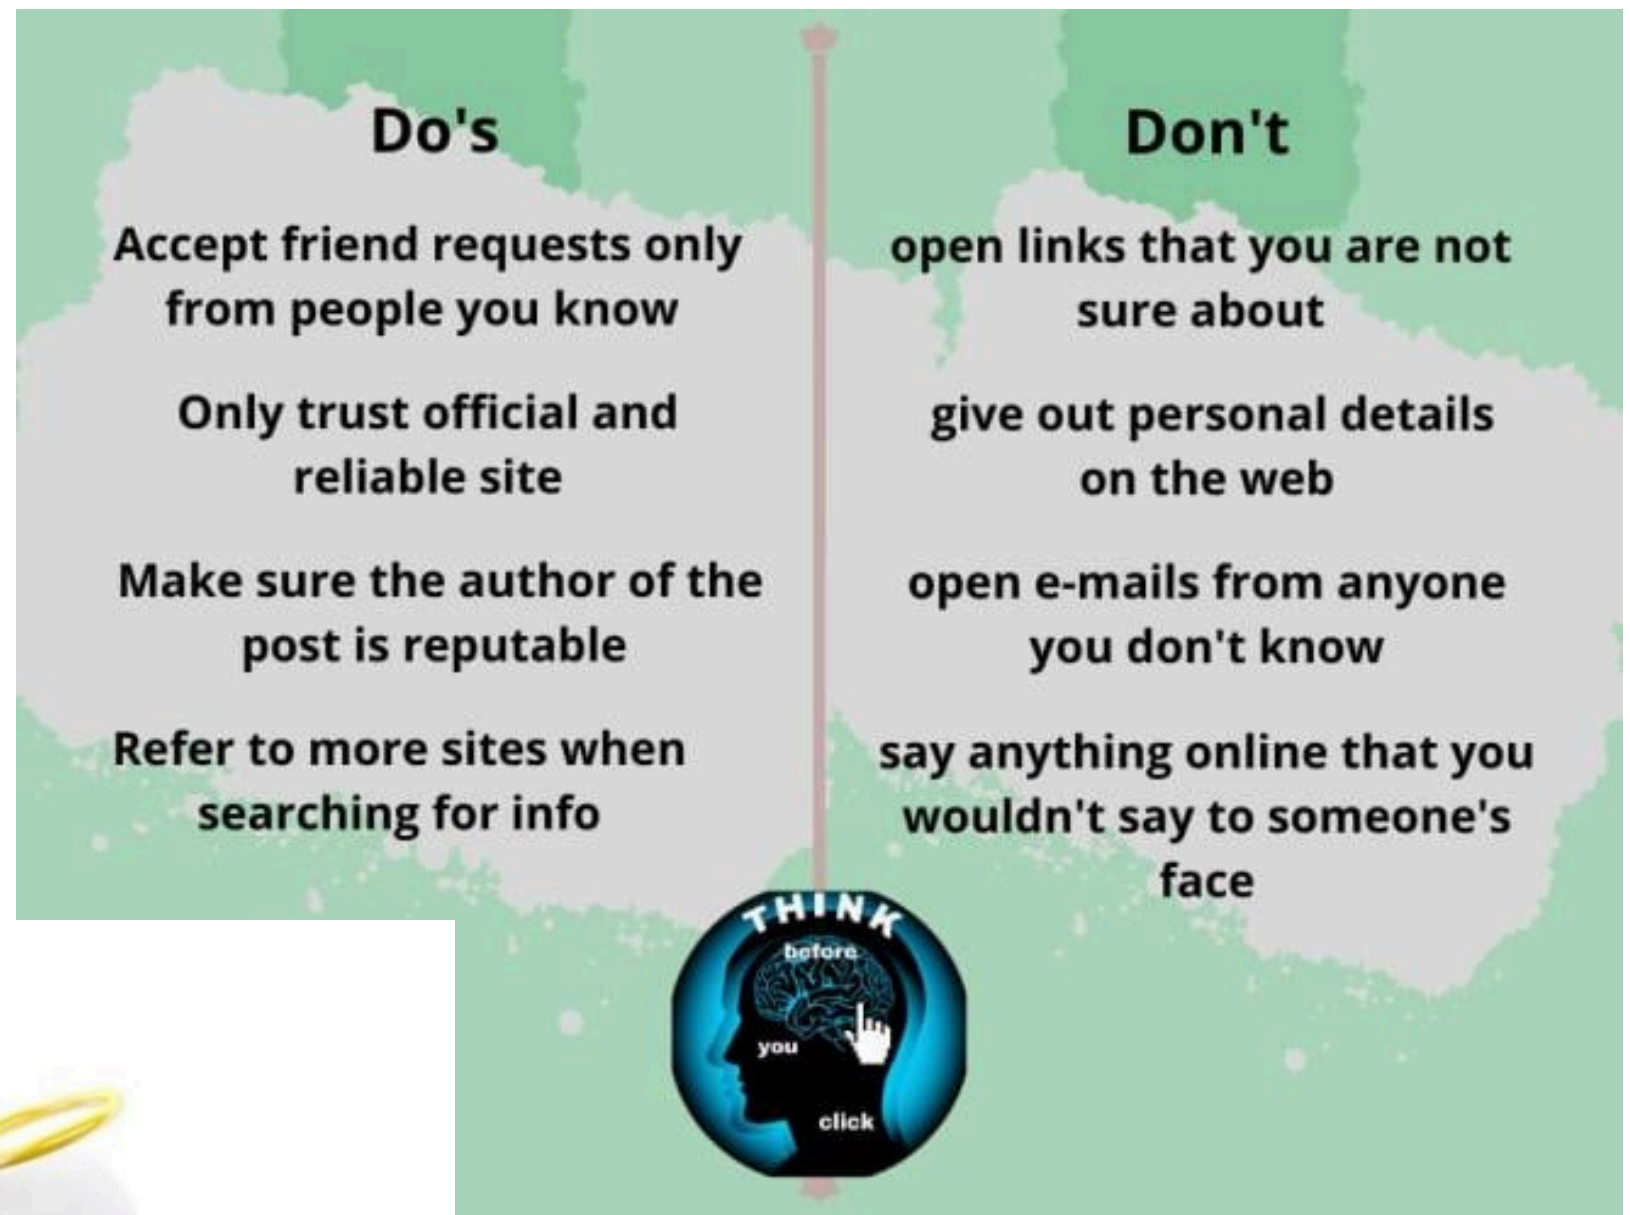 Do's
Accept friend requests only
from people you know
Only trust official and
reliable site
Make sure the author of the
post is reputable
Refer to more sites when
searching for info
Don't
open links that you are not
sure about
give out personal details
on the web
open e-mails from anyone
you don't know
say anything online that you
wouldn't say to someone's
face
THINK
before
you
click